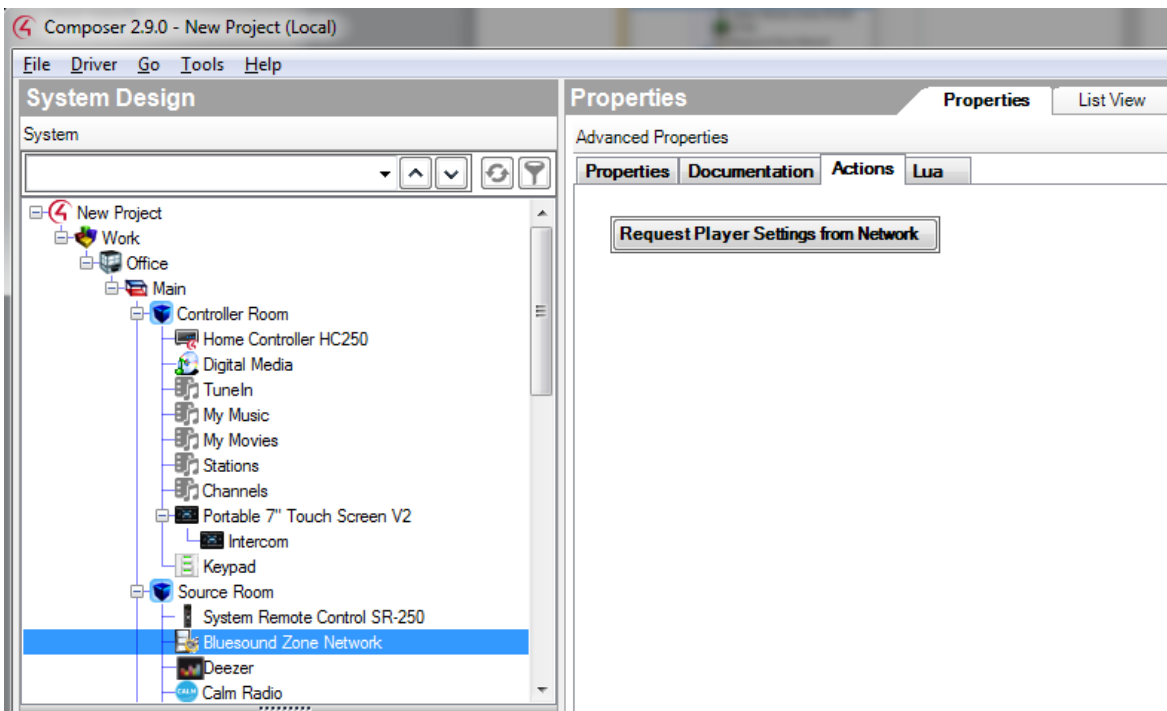 Composer 2.9.0 - New Project (Local)
File Driver Go Tools Help
System Design
System
New Project
Work
Office
Main
Controller Room
Home Controller HC250
Digital Media
TuneIn
My Music
My Movies
Stations
Channels
Portable 7" Touch Screen V2
Intercom
Keypad
Source Room
System Remote Control SR-250
Bluesound Zone Network
Deezer
CALM Calm Radio
Properties Properties List View
Advanced Properties
Properties Documentation Actions Lua
Request Player Settings from Network